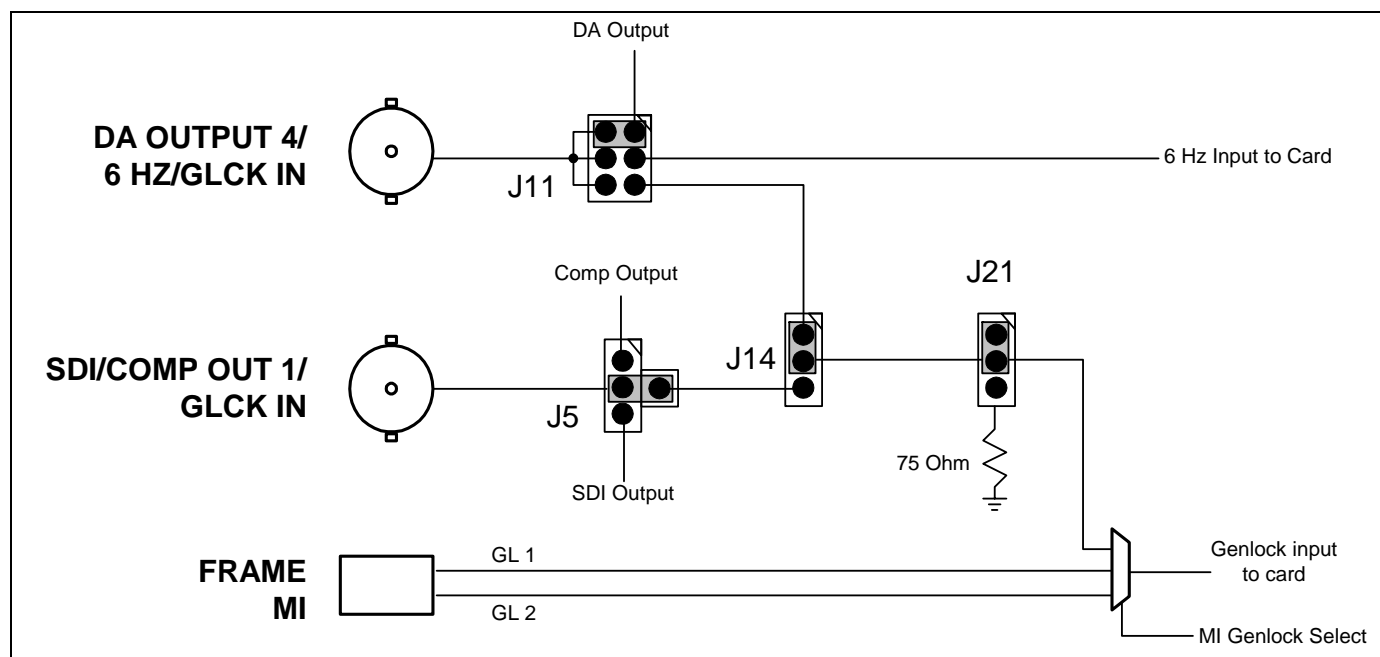 DA Output
DA OUTPUT 4/
6 HZ/GLCK IN
J11
6 Hz Input to Card
Comp Output
J21
SDI/COMP OUT 1/
GLCK IN
J14
J5
75 Ohm
SDI Output
FRAME
MI
GL 1
GL 2
Genlock input
to card
MI Genlock Select